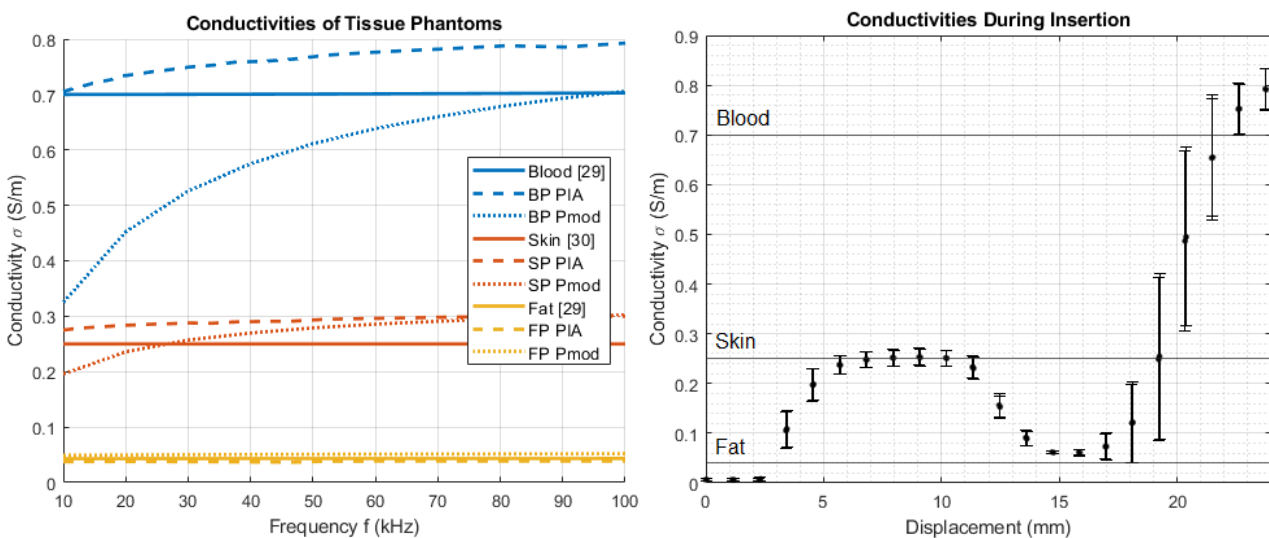 Conductivities of Tissue Phantoms
Conductivity σ (S/m)
0.8
0.7
0.6
0.5
0.4
0.3
0.2
0.1
0
10 20 30 40 50 60 70 80 90 100
Frequency f (kHz)
Blood [29]
BP PIA
BP Pmod
Skin [30]
SP PIA
SP Pmod
Fat [29]
FP PIA
FP Pmod
Conductivities During Insertion
Conductivity σ (S/m)
0.9
0.8
0.7
0.6
0.5
0.4
0.3
0.2
0.1
0
Blood
Skin
Fat
0 5 10 15 20
Displacement (mm)